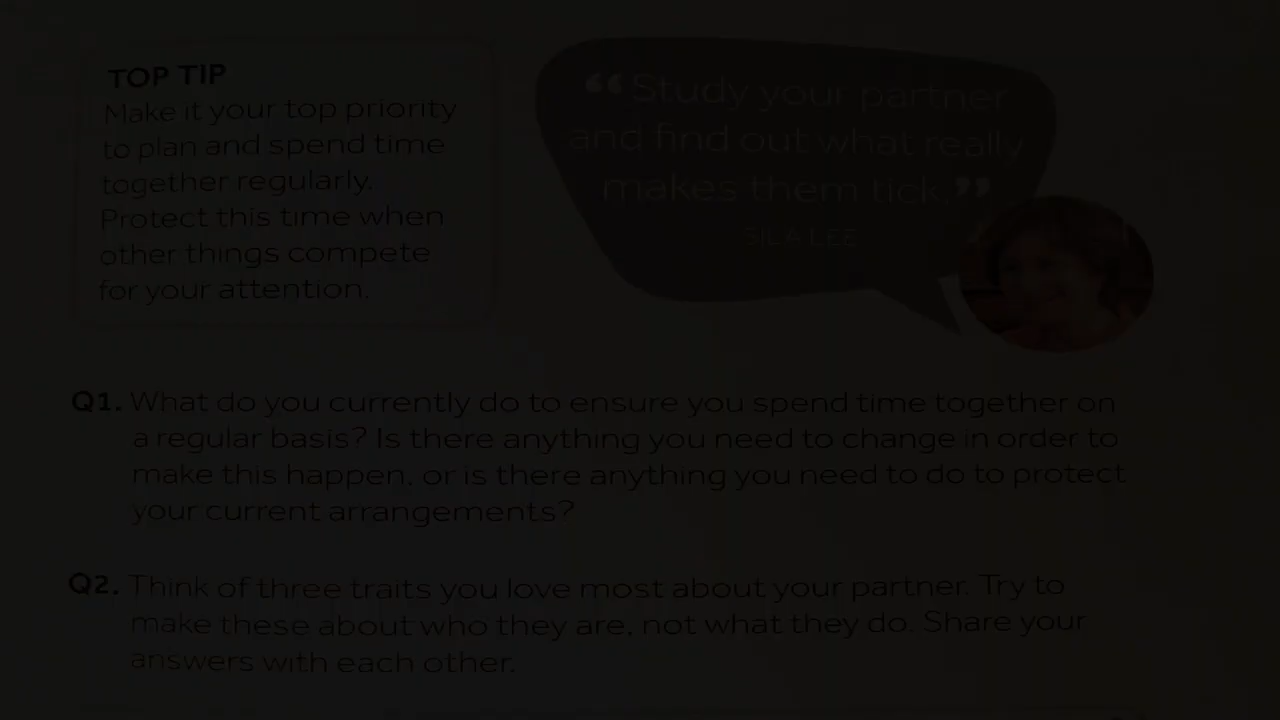 TOP TIP
Make it your top priority
to plan and spend time
together regularly.
Protect this time when
other things compete
for your attention.
“Study your partner
and find out what really
makes them tick.”
SILA LEE
Q1. What do you currently do to ensure you spend time together on
a regular basis? Is there anything you need to change in order to
make this happen, or is there anything you need to do to protect
your current arrangements?
Q2. Think of three traits you love most about your partner. Try to
make these about who they are, not what they do. Share your
answers with each other.